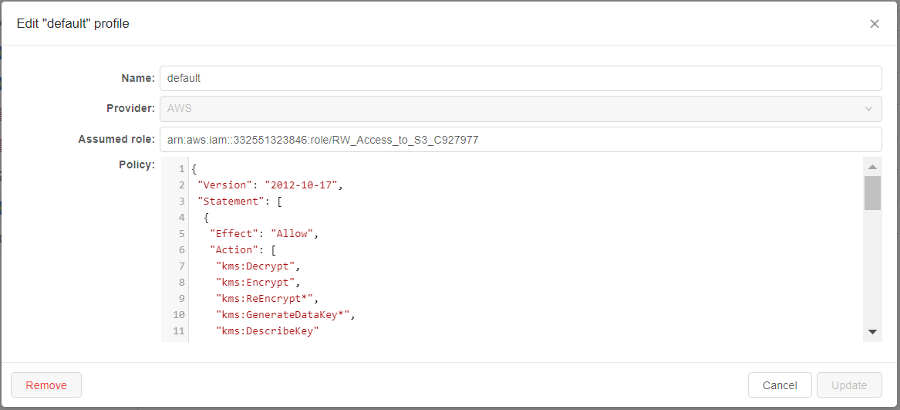 Edit "default" profile
Name: default
Provider: AWS
Assumed role: arn:aws:iam::332551323846:role/RW_Access_to_S3_C927977
Policy:
1 {
2 "Version": "2012-10-17",
3 "Statement": [
4 {
5 "Effect": "Allow",
6 "Action": [
7 "kms:Decrypt",
8 "kms:Encrypt",
9 "kms:ReEncrypt*",
10 "kms:GenerateDataKey*",
11 "kms:DescribeKey"
Remove Cancel Update